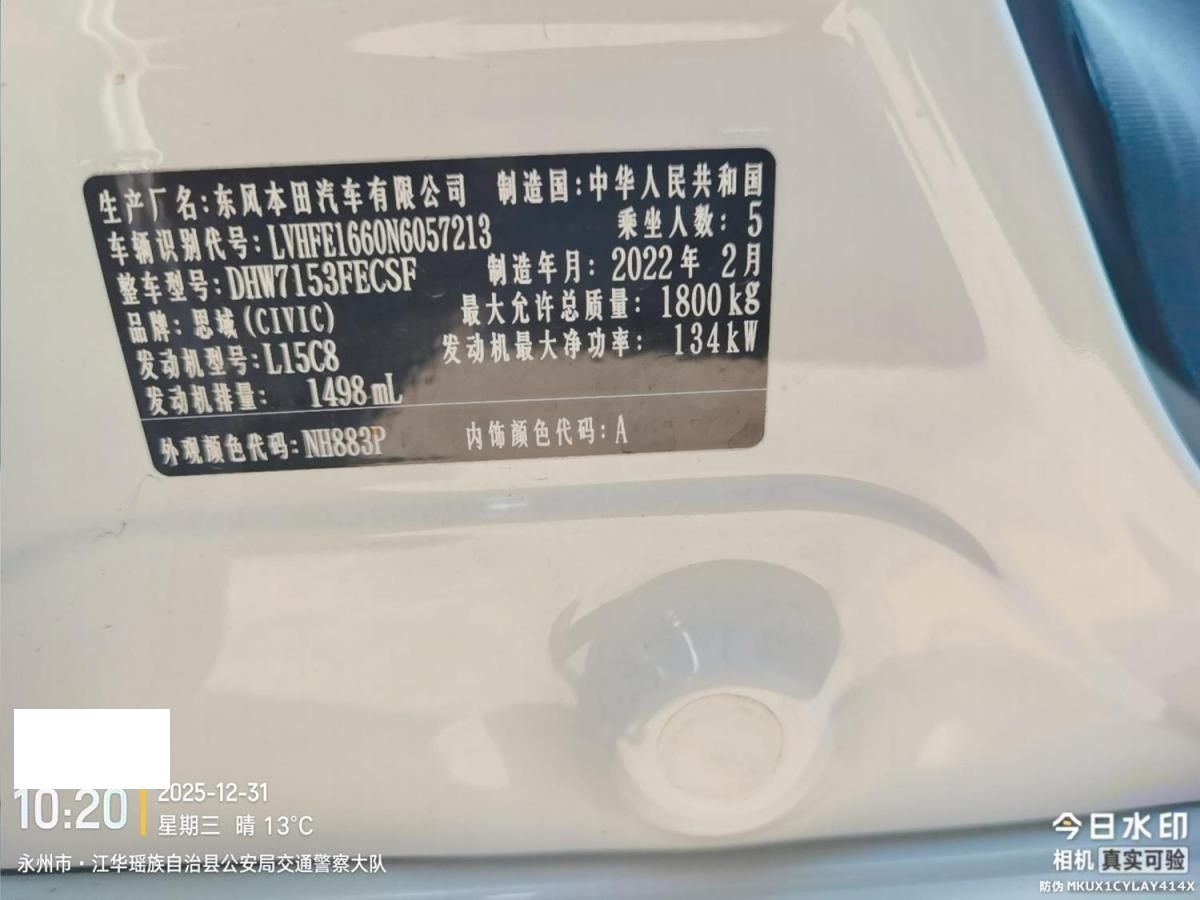 生产厂名:东风本田汽车有限公司 制造国:中华人民共和国
车辆识别代号:LVHFE1660N6057213 乘坐人数:5
整车型号:DHW7153FECSF 制造年月:2022年 2月
品牌:思域(CIVIC) 最大允许总质量:1800kg
发动机型号:L15C8 发动机最大净功率:134kW
发动机排量:1498mL
外观颜色代码:NH883P 内饰颜色代码:A
10:20
2025-12-31
星期三 晴 13°C
永州市·江华瑶族自治县公安局交通警察大队
今日水印
相机 真实可验
防伪 MKUX1CYLAY414X